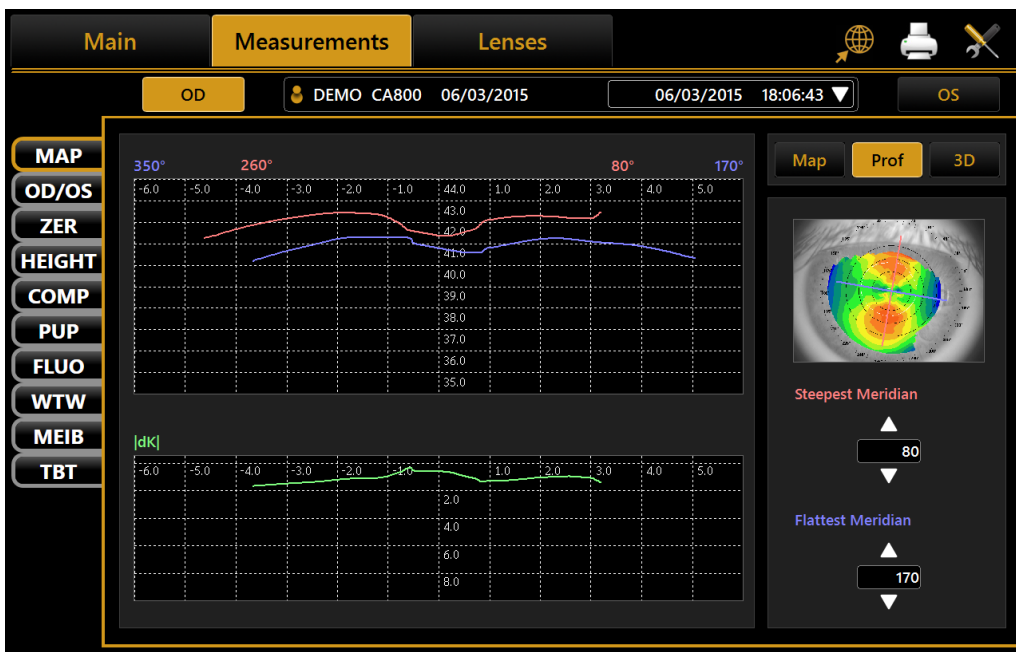 Main Measurements Lenses
OD DEMO CA800 06/03/2015 06/03/2015 18:06:43 OS
MAP
OD/OS
ZER
HEIGHT
COMP
PUP
FLUO
WTW
MEIB
TBT
350° 260° 80° 170°
-6.0 -5.0 -4.0 -3.0 -2.0 -1.0 44.0 1.0 2.0 3.0 4.0 5.0
43.0
42.0
41.0
40.0
39.0
38.0
37.0
36.0
35.0
|dK|
-6.0 -5.0 -4.0 -3.0 -2.0 -1.0 1.0 2.0 3.0 4.0 5.0
2.0
4.0
6.0
8.0
Map Prof 3D
Steepest Meridian
80
Flattest Meridian
170